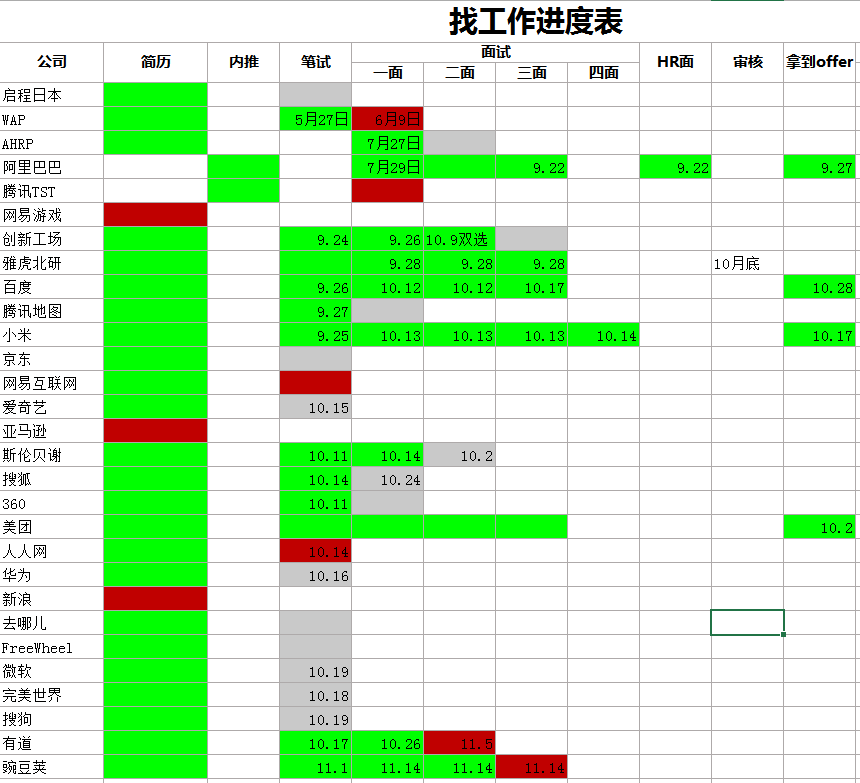 找工作进度表
公司 简历 内推 笔试 面试 HR面 审核 拿到offer
一面 二面 三面 四面
启程日本
WAP 5月27日 6月9日
AHRP 7月27日
阿里巴巴 7月29日 9.22 9.22 9.27
腾讯TST
网易游戏
创新工场 9.24 9.26 10.9双选
雅虎北研 9.28 9.28 9.28 10月底
百度 9.26 10.12 10.12 10.17 10.28
腾讯地图 9.27
小米 9.25 10.13 10.13 10.13 10.14 10.17
京东
网易互联网
爱奇艺 10.15
亚马逊
斯伦贝谢 10.11 10.14 10.2
搜狐 10.14 10.24
360 10.11
美团 10.2
人人网 10.14
华为 10.16
新浪
去哪儿
FreeWheel
微软 10.19
完美世界 10.18
搜狗 10.19
有道 10.17 10.26 11.5
豌豆荚 11.1 11.14 11.14 11.14